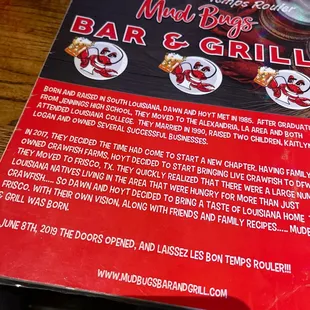 Temps Rouler
Mud Bugs
BAR & GRILL
BORN AND RAISED IN SOUTH LOUISIANA, DAWN AND HOYT MET IN 1985. AFTER GRADUATI
FROM JENNINGS HIGH SCHOOL, THEY MOVED TO THE ALEXANDRIA, LA AREA AND BOTH
ATTENDED LOUISIANA COLLEGE. THEY MARRIED IN 1990, RAISED TWO CHILDREN, KAITLYN
LOGAN AND OWNED SEVERAL SUCCESSFUL BUSINESSES.
IN 2017, THEY DECIDED THE TIME HAD COME TO START A NEW CHAPTER. HAVING FAMILY
OWNED CRAWFISH FARMS, HOYT DECIDED TO START BRINGING LIVE CRAWFISH TO DFW
THEY MOVED TO FRISCO, TX. THEY QUICKLY REALIZED THAT THERE WERE A LARGE NUM
LOUISIANA NATIVES LIVING IN THE AREA THAT WERE HUNGRY FOR MORE THAN JUST
CRAWFISH..... SO DAWN AND HOYT DECIDED TO BRING A TASTE OF LOUISIANA HOME T
FRISCO. WITH THEIR OWN VISION, ALONG WITH FRIENDS AND FAMILY RECIPES..... MUD
GRILL WAS BORN.
JUNE 8TH, 2019 THE DOORS OPENED, AND LAISSEZ LES BON TEMPS ROULER!!!
WWW.MUDBUGSBARANDGRILL.COM